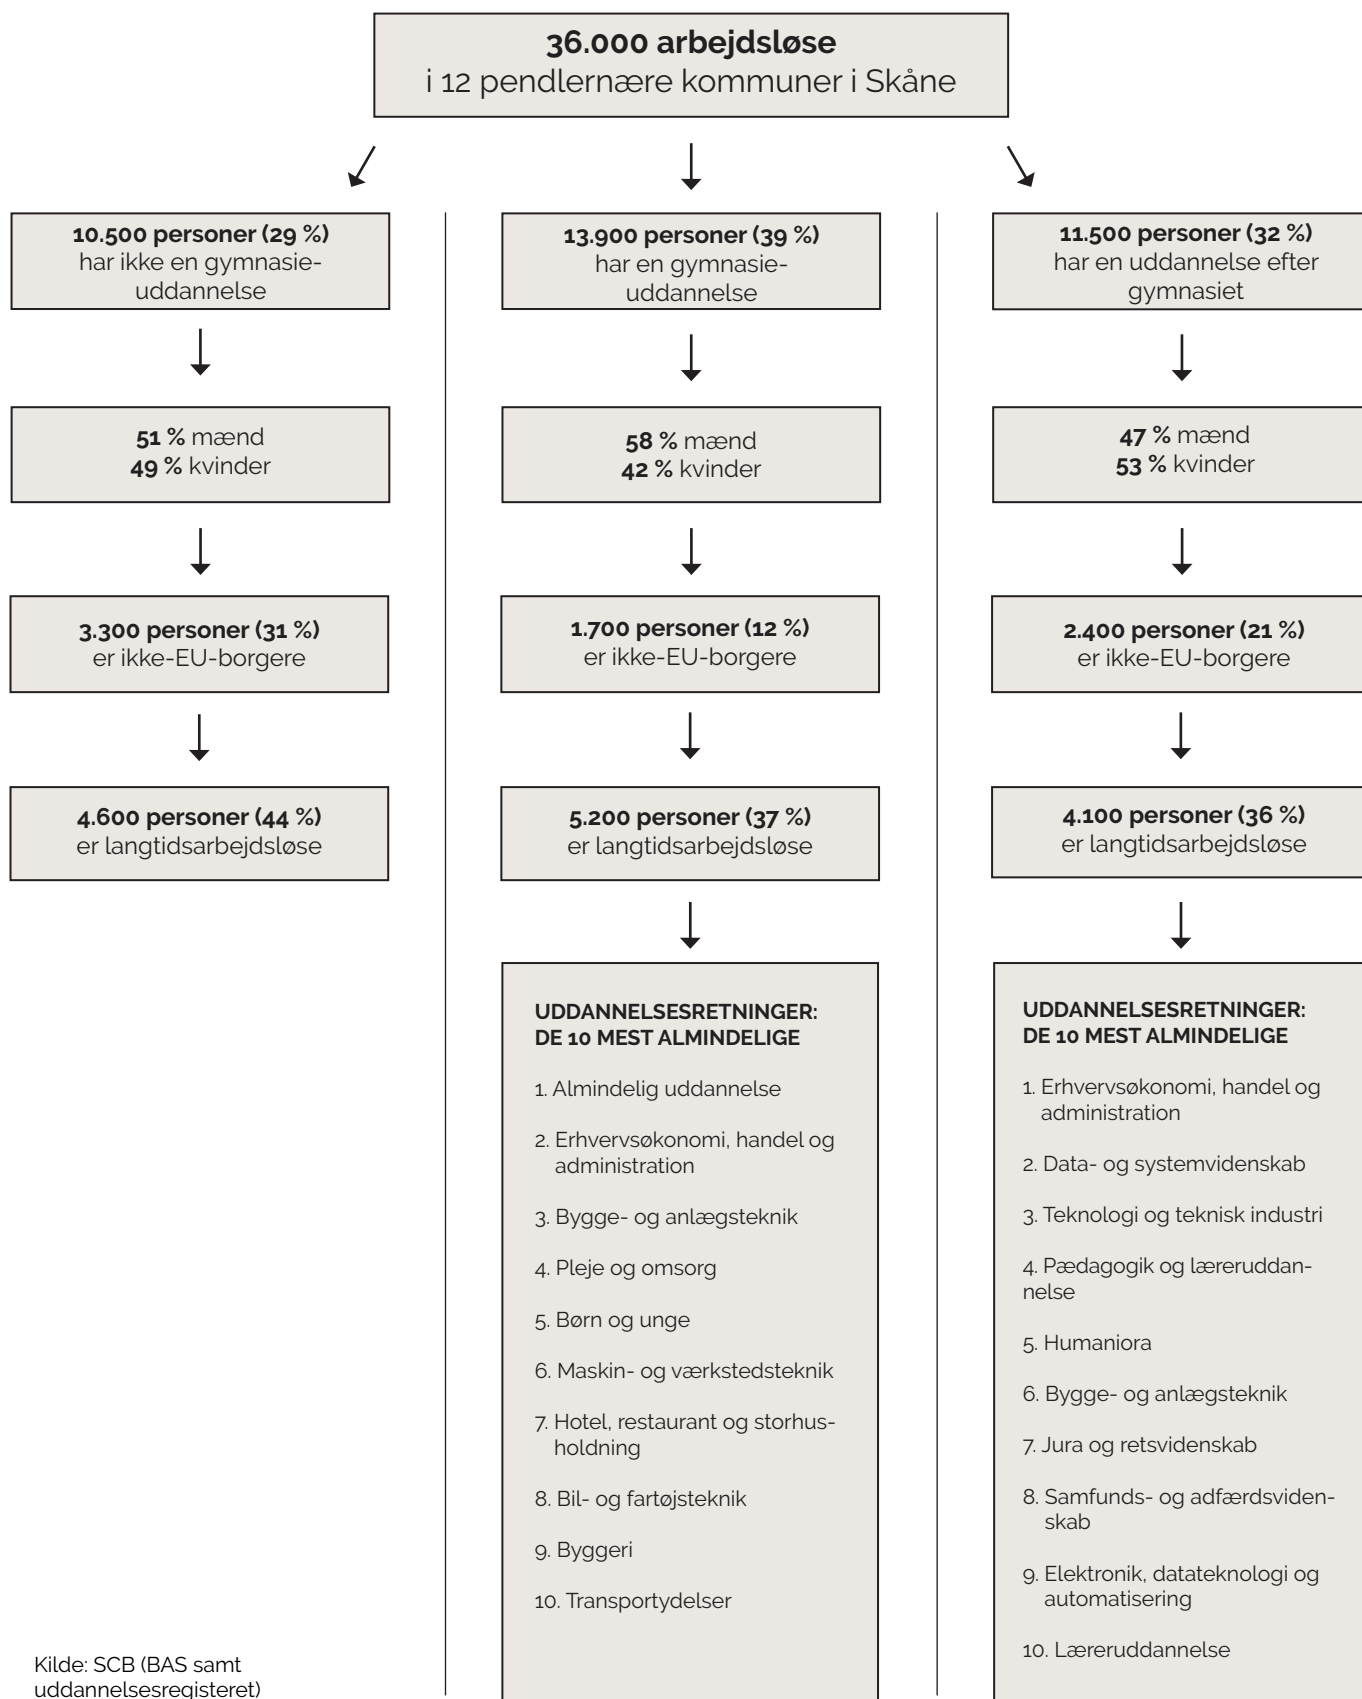 36.000 arbejdsløse
i 12 pendlernære kommuner i Skåne
10.500 personer (29 %)
har ikke en gymnasie-
uddannelse
51 % mænd
49 % kvinder
3.300 personer (31 %)
er ikke-EU-borgere
4.600 personer (44 %)
er langtidsarbejdsløse
13.900 personer (39 %)
har en gymnasie-
uddannelse
58 % mænd
42 % kvinder
1.700 personer (12 %)
er ikke-EU-borgere
5.200 personer (37 %)
er langtidsarbejdsløse
UDDANNELSESRETNINGER:
DE 10 MEST ALMINDELIGE
1. Almindelig uddannelse
2. Erhvervsøkonomi, handel og
administration
3. Bygge- og anlægsteknik
4. Pleje og omsorg
5. Børn og unge
6. Maskin- og værkstedsteknik
7. Hotel, restaurant og storhus-
holdning
8. Bil- og fartøjsteknik
9. Byggeri
10. Transportydelser
11.500 personer (32 %)
har en uddannelse efter
gymnasiet
47 % mænd
53 % kvinder
2.400 personer (21 %)
er ikke-EU-borgere
4.100 personer (36 %)
er langtidsarbejdsløse
UDDANNELSESRETNINGER:
DE 10 MEST ALMINDELIGE
1. Erhvervsøkonomi, handel og
administration
2. Data- og systemvidenskab
3. Teknologi og teknisk industri
4. Pædagogik og læreruddan-
nelse
5. Humaniora
6. Bygge- og anlægsteknik
7. Jura og retsvidenskab
8. Samfunds- og adfærdsviden-
skab
9. Elektronik, datateknologi og
automatisering
10. Læreruddannelse
Kilde: SCB (BAS samt
uddannelsesregisteret)